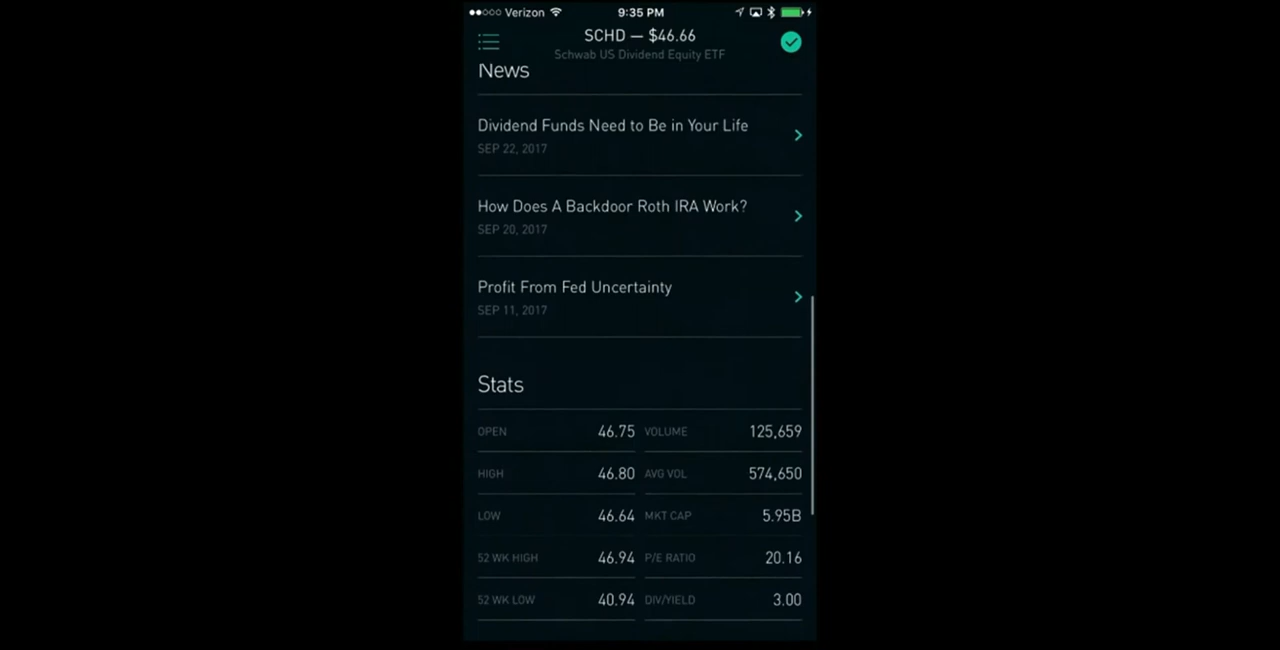 Verizon 9:35 PM
SCHD — $46.66
Schwab US Dividend Equity ETF
News
Dividend Funds Need to Be in Your Life
SEP 22, 2017
How Does A Backdoor Roth IRA Work?
SEP 20, 2017
Profit From Fed Uncertainty
SEP 11, 2017
Stats
OPEN 46.75 VOLUME 125,659
HIGH 46.80 AVG VOL 574,650
LOW 46.64 MKT CAP 5.95B
52 WK HIGH 46.94 P/E RATIO 20.16
52 WK LOW 40.94 DIV/YIELD 3.00